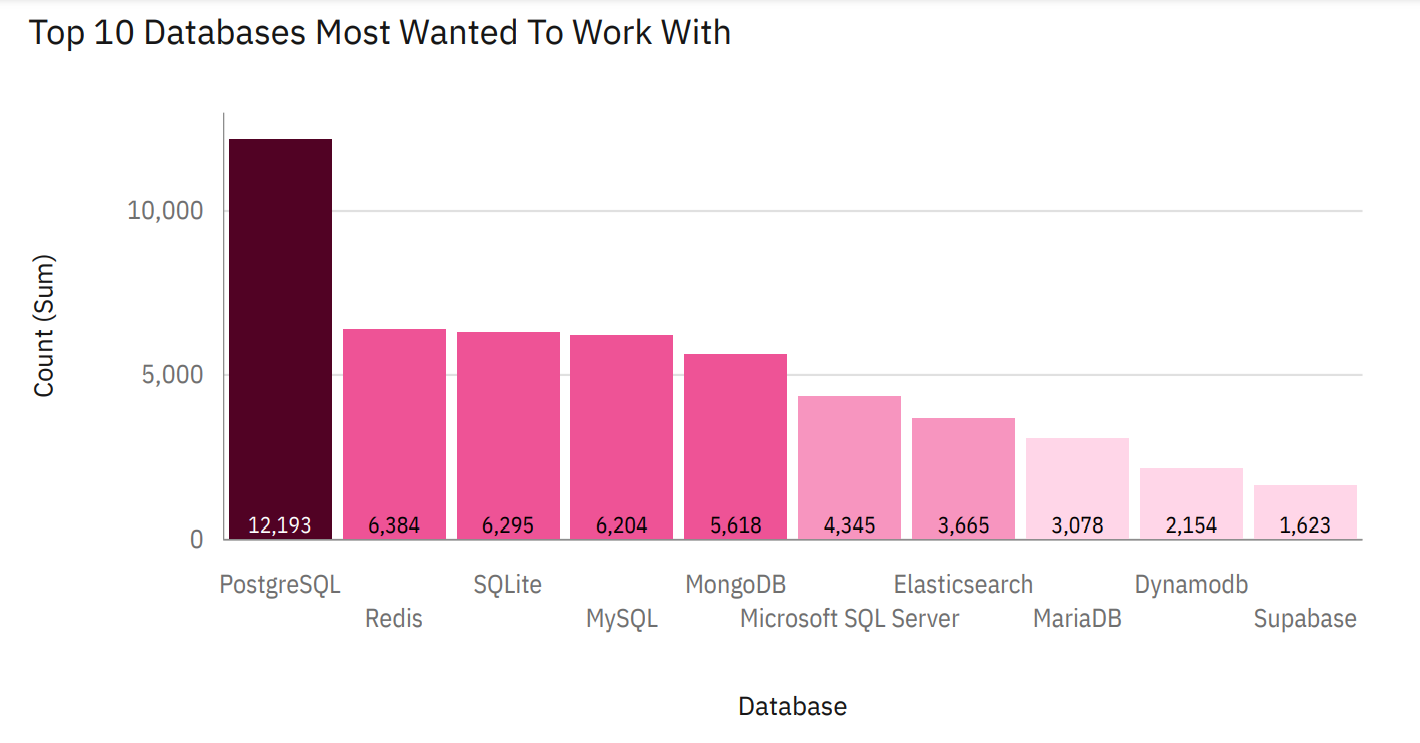 Top 10 Databases Most Wanted To Work With
Count (Sum)
10,000
5,000
0
12,193 6,384 6,295 6,204 5,618 4,345 3,665 3,078 2,154 1,623
PostgreSQL SQLite MongoDB Elasticsearch Dynamodb
Redis MySQL Microsoft SQL Server MariaDB Supabase
Database